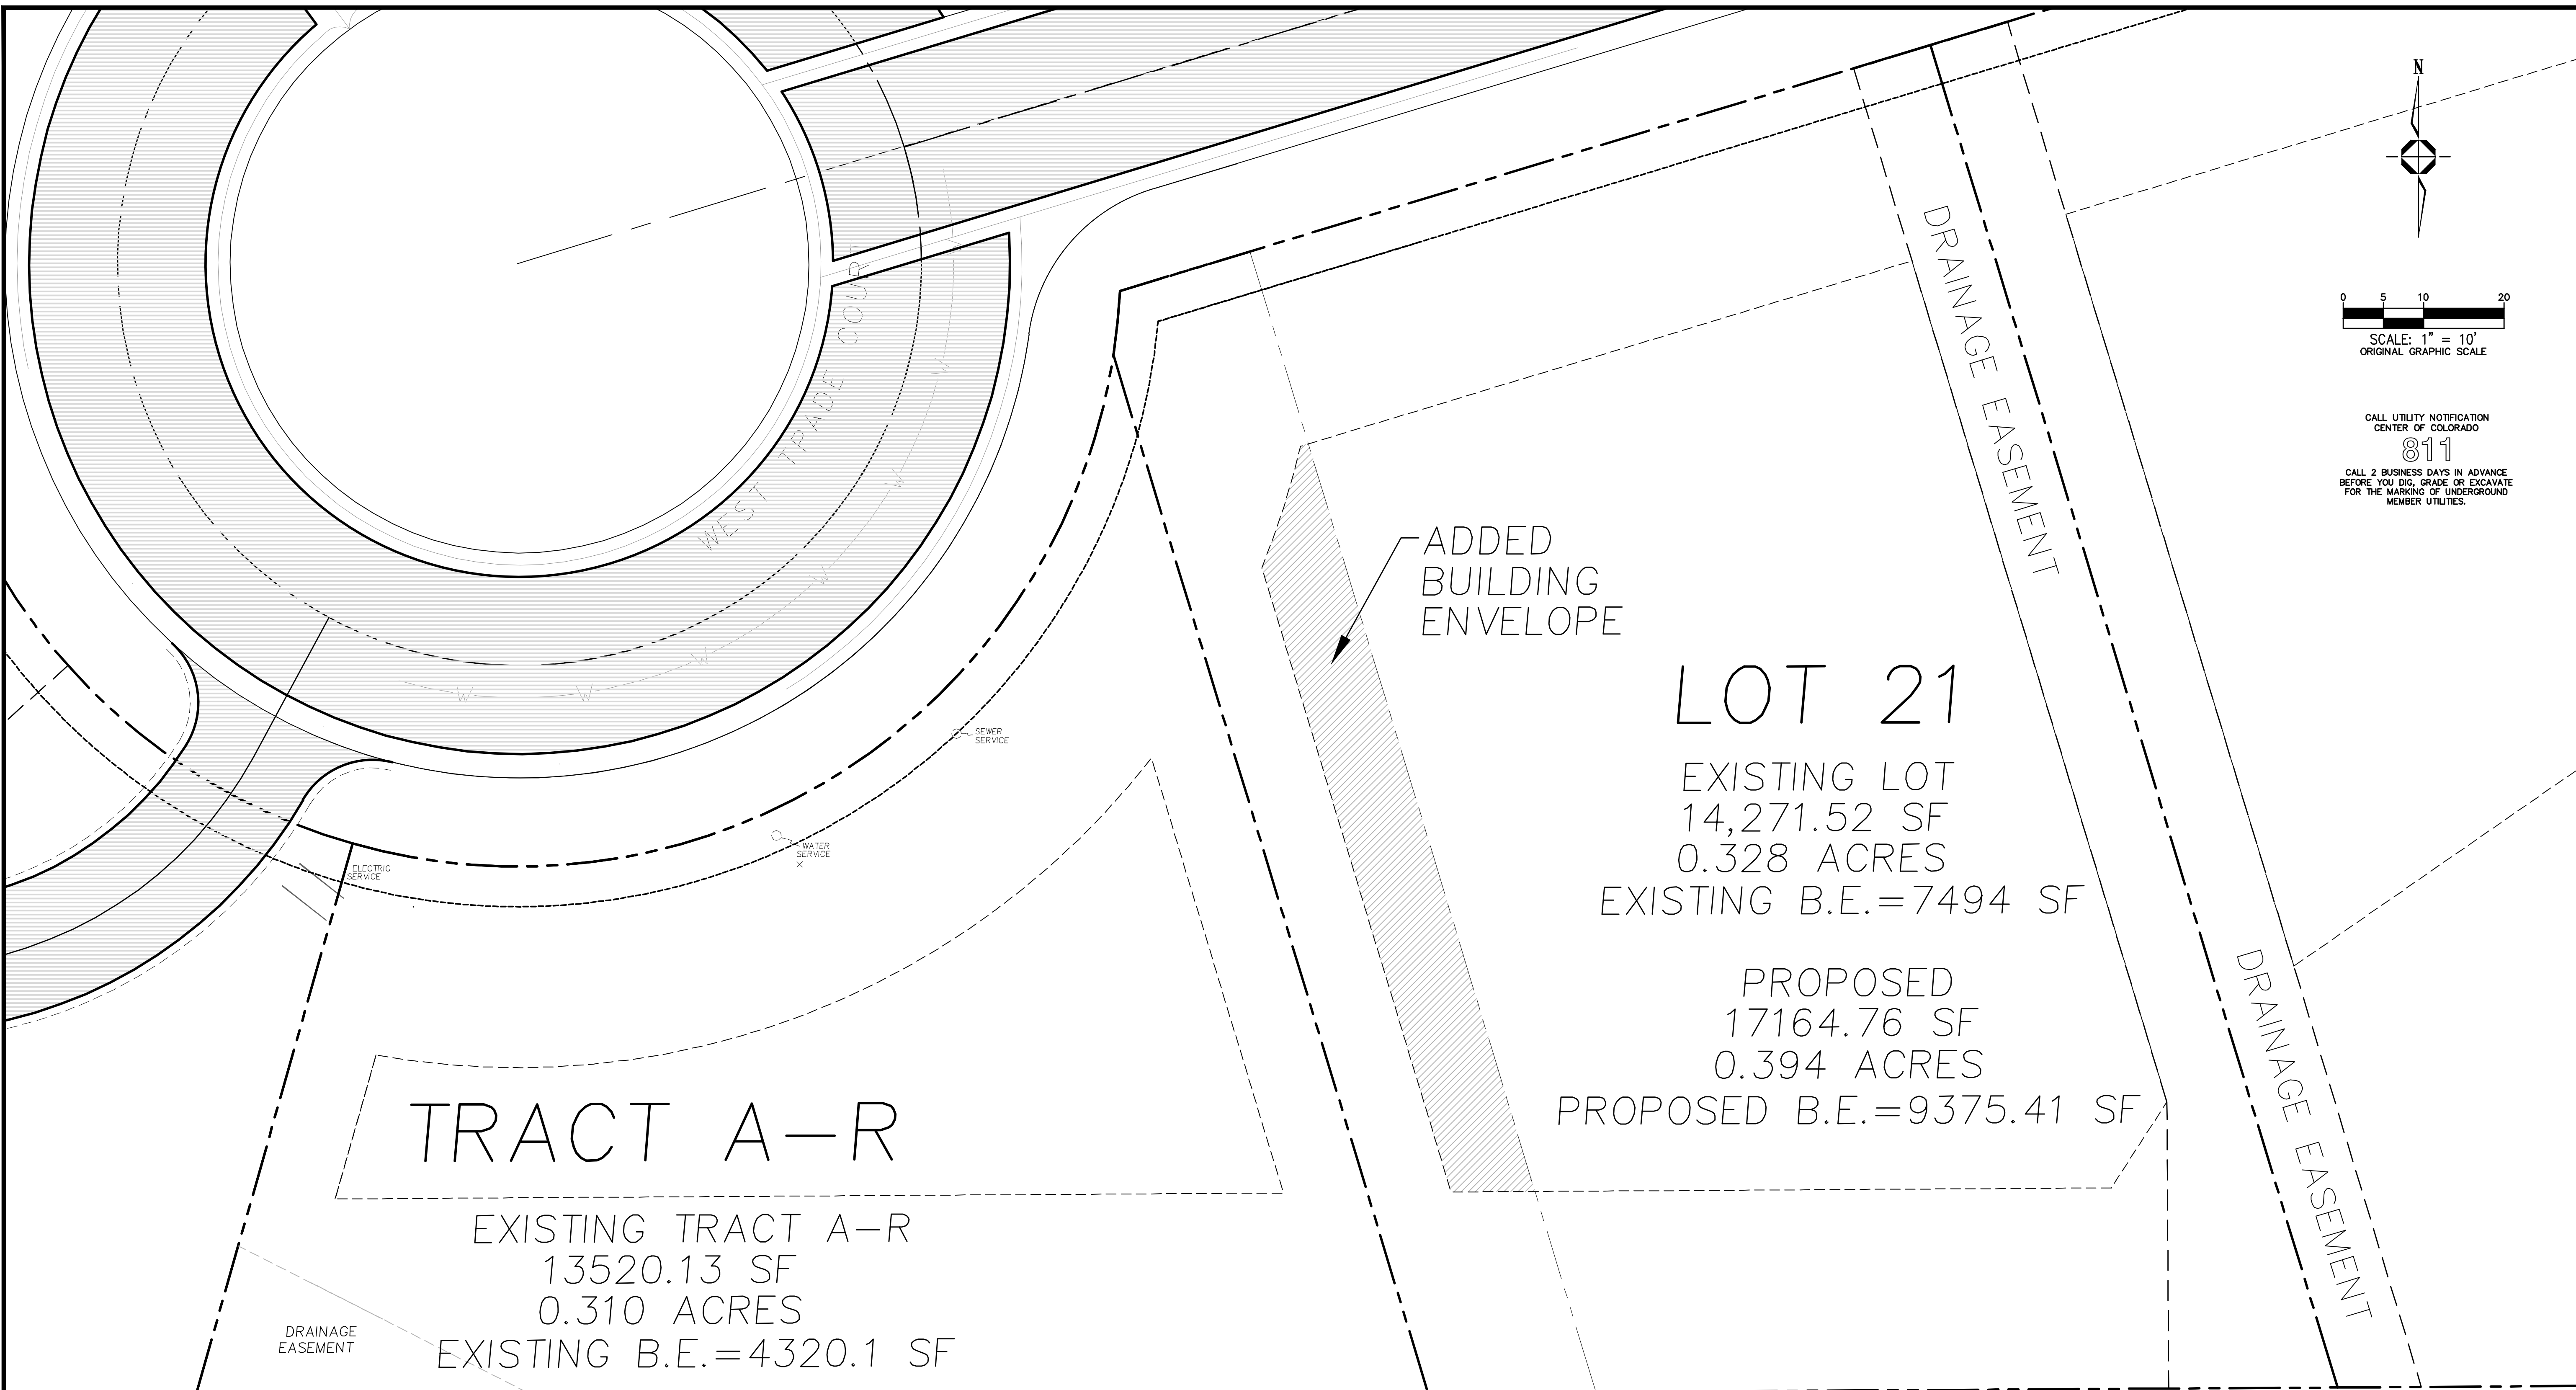 N
0 5 10 20
SCALE: 1" = 10'
ORIGINAL GRAPHIC SCALE
CALL UTILITY NOTIFICATION
CENTER OF COLORADO
811
CALL 2 BUSINESS DAYS IN ADVANCE
BEFORE YOU DIG, GRADE OR EXCAVATE
FOR THE MARKING OF UNDERGROUND
MEMBER UTILITIES.
WEST TRADE COURT
W
W
W
W
W
W
W
DRAINAGE EASEMENT
ADDED
BUILDING
ENVELOPE
LOT 21
EXISTING LOT
14,271.52 SF
0.328 ACRES
EXISTING B.E.=7494 SF
PROPOSED
17164.76 SF
0.394 ACRES
PROPOSED B.E.=9375.41 SF
DRAINAGE EASEMENT
SEWER
SERVICE
WATER
SERVICE
ELECTRIC
SERVICE
TRACT A-R
EXISTING TRACT A-R
13520.13 SF
0.310 ACRES
EXISTING B.E.=4320.1 SF
DRAINAGE
EASEMENT